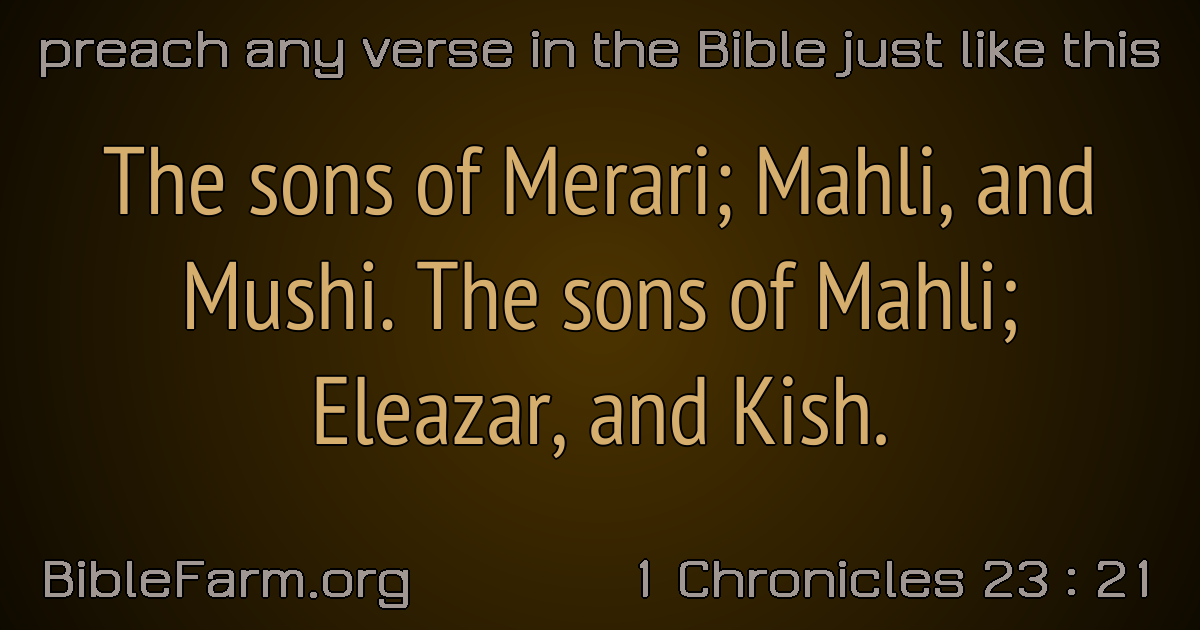 preach any verse in the Bible just like this
The sons of Merari; Mahli, and
Mushi. The sons of Mahli;
Eleazar, and Kish.
BibleFarm.org
1 Chronicles 23 : 21